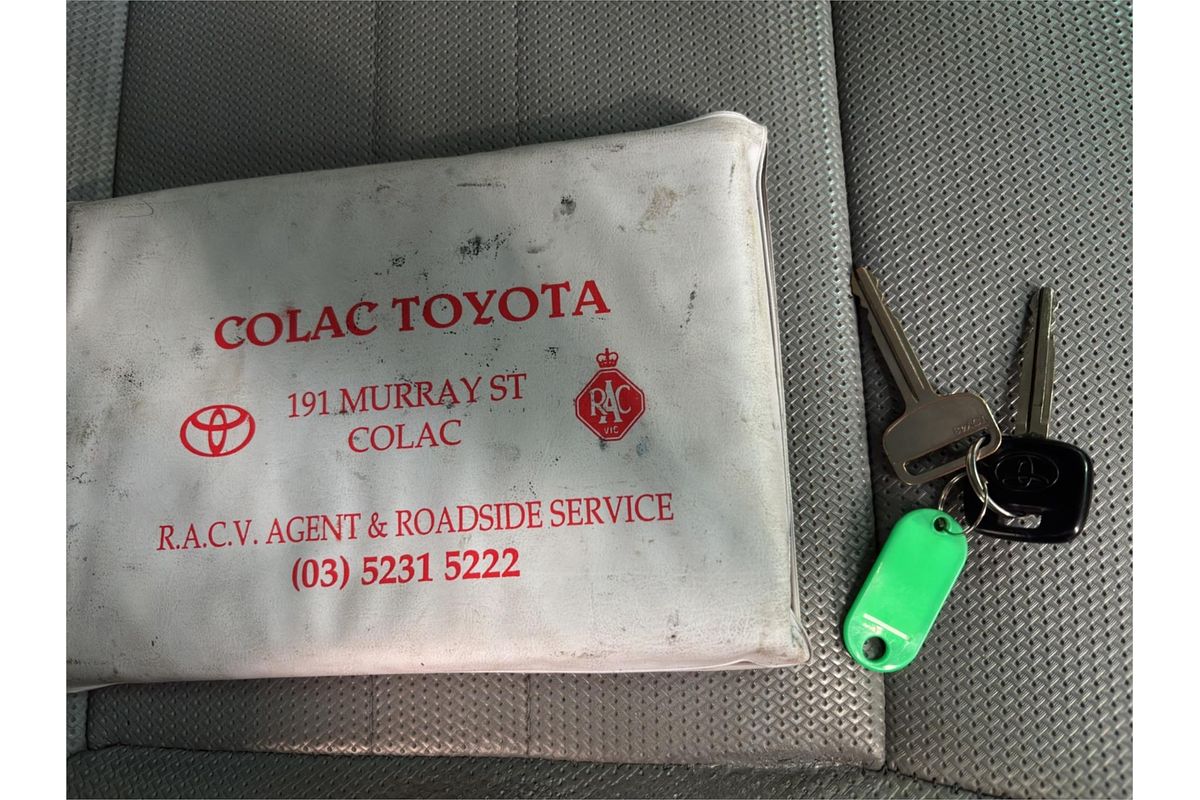 COLAC TOYOTA
191 MURRAY ST
COLAC
RAC
VIC
R.A.C.V. AGENT & ROADSIDE SERVICE
(03) 5231 5222